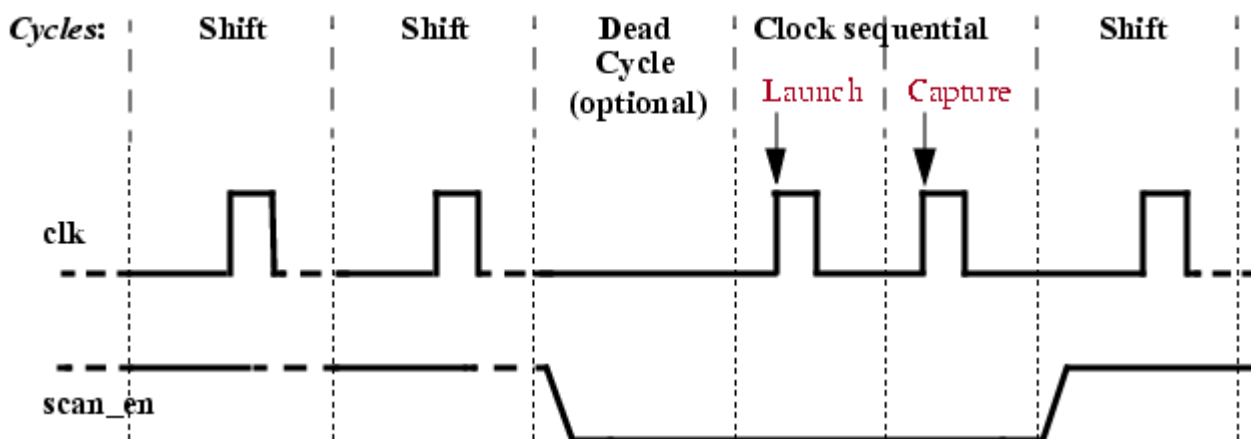 Cycles: Shift Shift Dead Clock sequential Shift
Cycle
(optional) Launch Capture
clk
scan_en